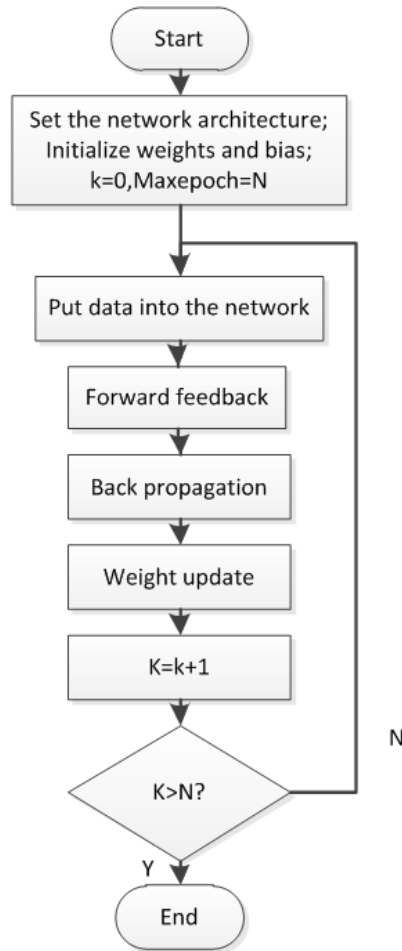 Start
Set the network architecture;
Initialize weights and bias;
k=0,Maxepoch=N
Put data into the network
Forward feedback
Back propagation
Weight update
K=k+1
N
K>N?
Y
End